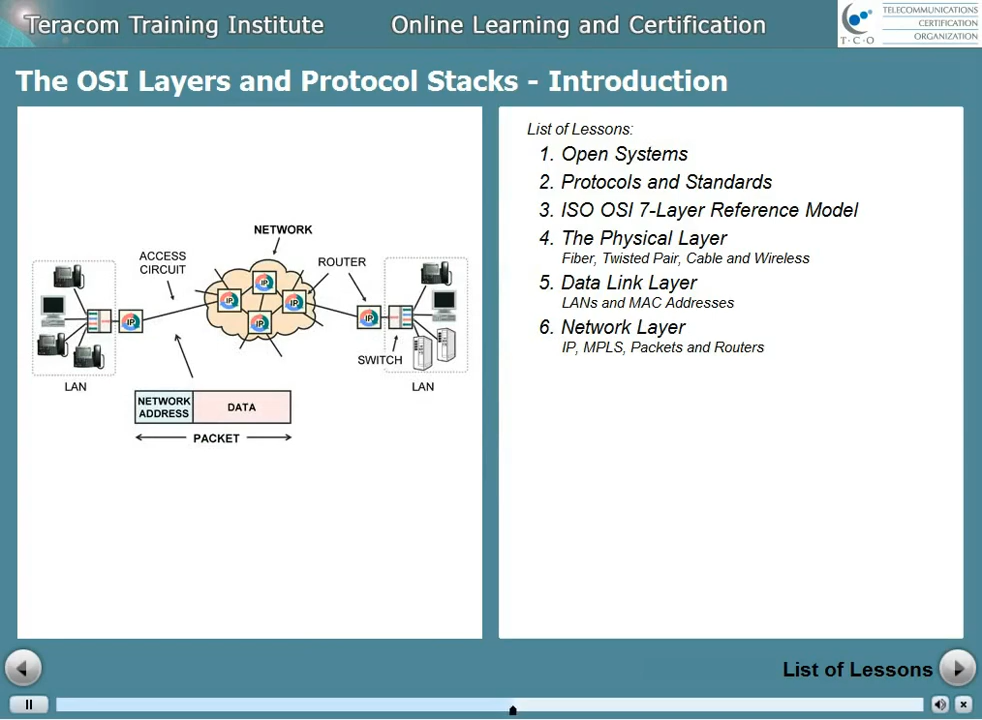 Teracom Training Institute
Online Learning and Certification
TELECOMMUNICATIONS
CERTIFICATION
ORGANIZATION
T·C·O
The OSI Layers and Protocol Stacks - Introduction
NETWORK
ACCESS
CIRCUIT
ROUTER
IP
IP
IP
IP
IP
IP
SWITCH
LAN
LAN
NETWORK
ADDRESS
DATA
PACKET
List of Lessons:
1. Open Systems
2. Protocols and Standards
3. ISO OSI 7-Layer Reference Model
4. The Physical Layer
Fiber, Twisted Pair, Cable and Wireless
5. Data Link Layer
LANs and MAC Addresses
6. Network Layer
IP, MPLS, Packets and Routers
List of Lessons